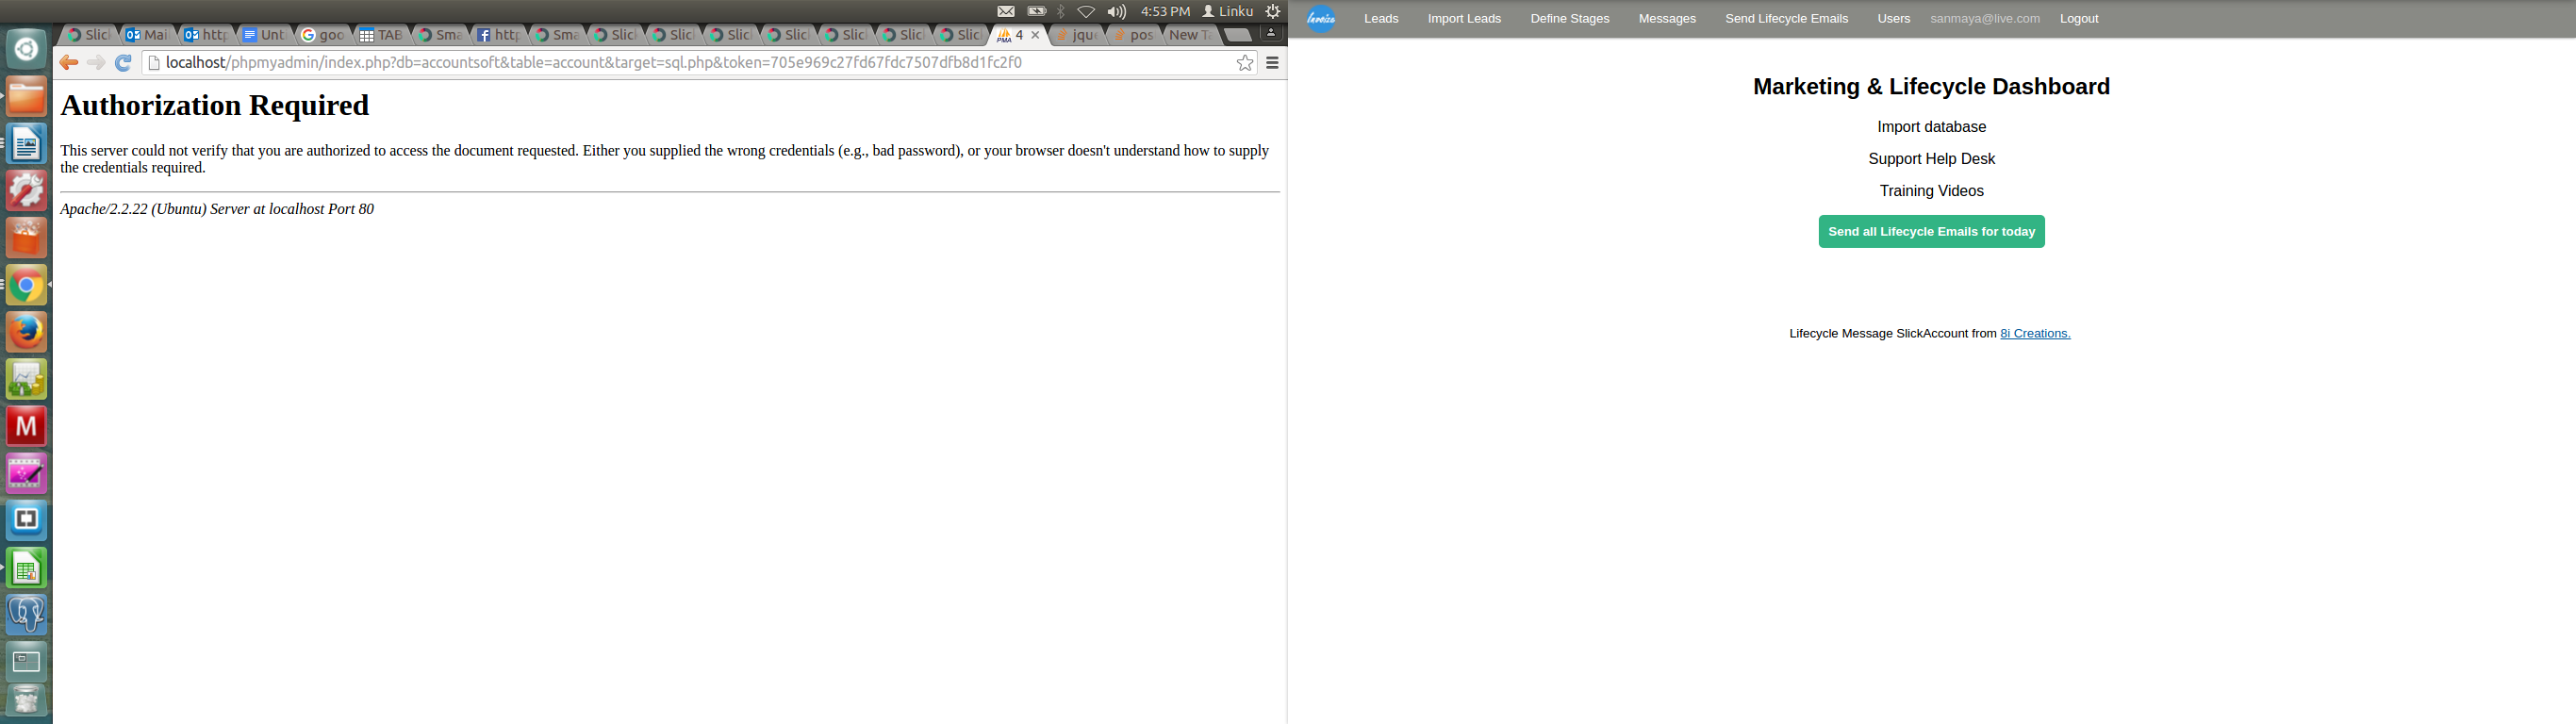 4:53 PM Linku
Slic Mai http Unt goo TAB Sma http Sma Slic Slic Slic Slic Slic Slic Slic 4 × jque pos New Ta
localhost/phpmyadmin/index.php?db=accountsoft&table=account&target=sql.php&token=705e969c27fd67fdc7507dfb8d1fc2f0
Authorization Required
This server could not verify that you are authorized to access the document requested. Either you supplied the wrong credentials (e.g., bad password), or your browser doesn't understand how to supply
the credentials required.
Apache/2.2.22 (Ubuntu) Server at localhost Port 80
M
Leads Import Leads Define Stages Messages Send Lifecycle Emails Users sanmaya@live.com Logout
Marketing & Lifecycle Dashboard
Import database
Support Help Desk
Training Videos
Send all Lifecycle Emails for today
Lifecycle Message SlickAccount from 8i Creations.